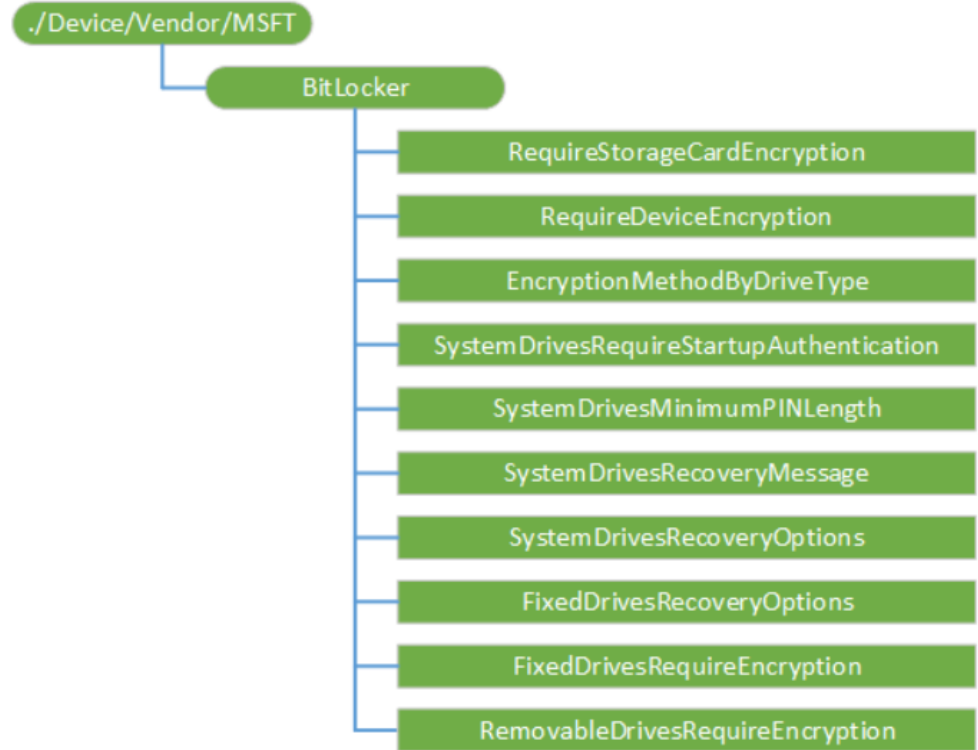 ./Device/Vendor/MSFT
BitLocker
RequireStorageCardEncryption
RequireDeviceEncryption
EncryptionMethodByDriveType
SystemDrivesRequireStartupAuthentication
SystemDrivesMinimumPINLength
SystemDrivesRecoveryMessage
SystemDrivesRecoveryOptions
FixedDrivesRecoveryOptions
FixedDrivesRequireEncryption
RemovableDrivesRequireEncryption